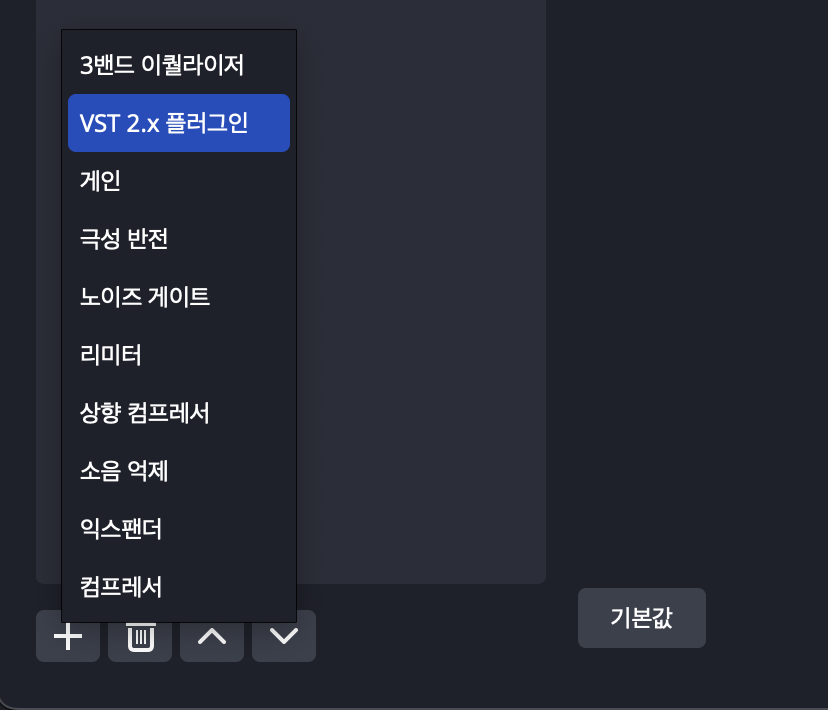 3밴드 이퀄라이저
VST 2.x 플러그인
게인
극성 반전
노이즈 게이트
리미터
상향 컴프레서
소음 억제
익스팬더
컴프레서
기본값